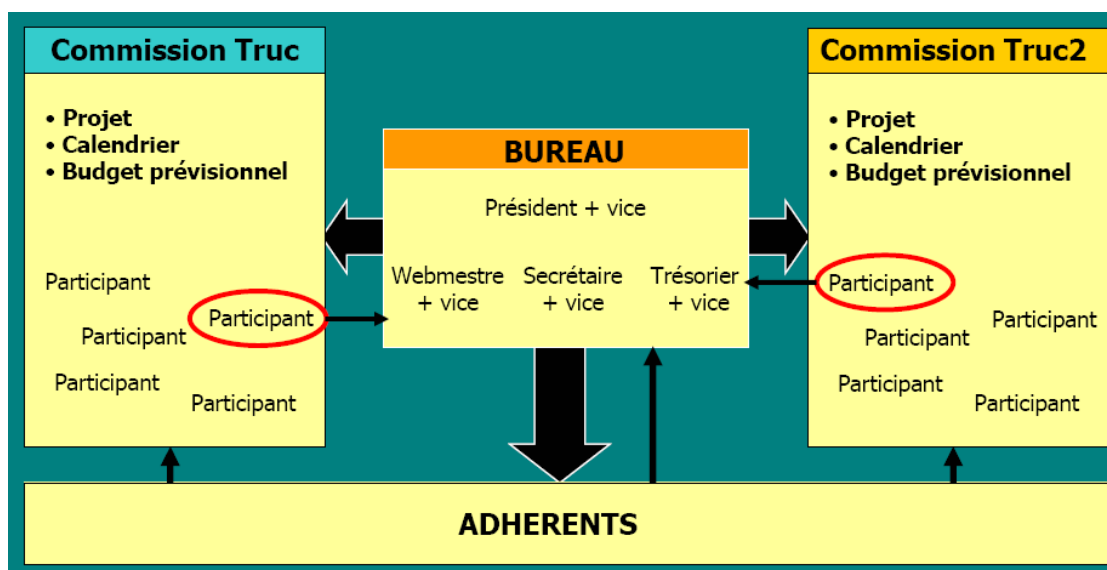 Commission Truc
• Projet
• Calendrier
• Budget prévisionnel
Participant
Participant
Participant
Participant
Participant
BUREAU
Président + vice
Webmestre Secrétaire Trésorier
+ vice + vice + vice
Commission Truc2
• Projet
• Calendrier
• Budget prévisionnel
Participant
Participant
Participant
Participant
Participant
ADHERENTS